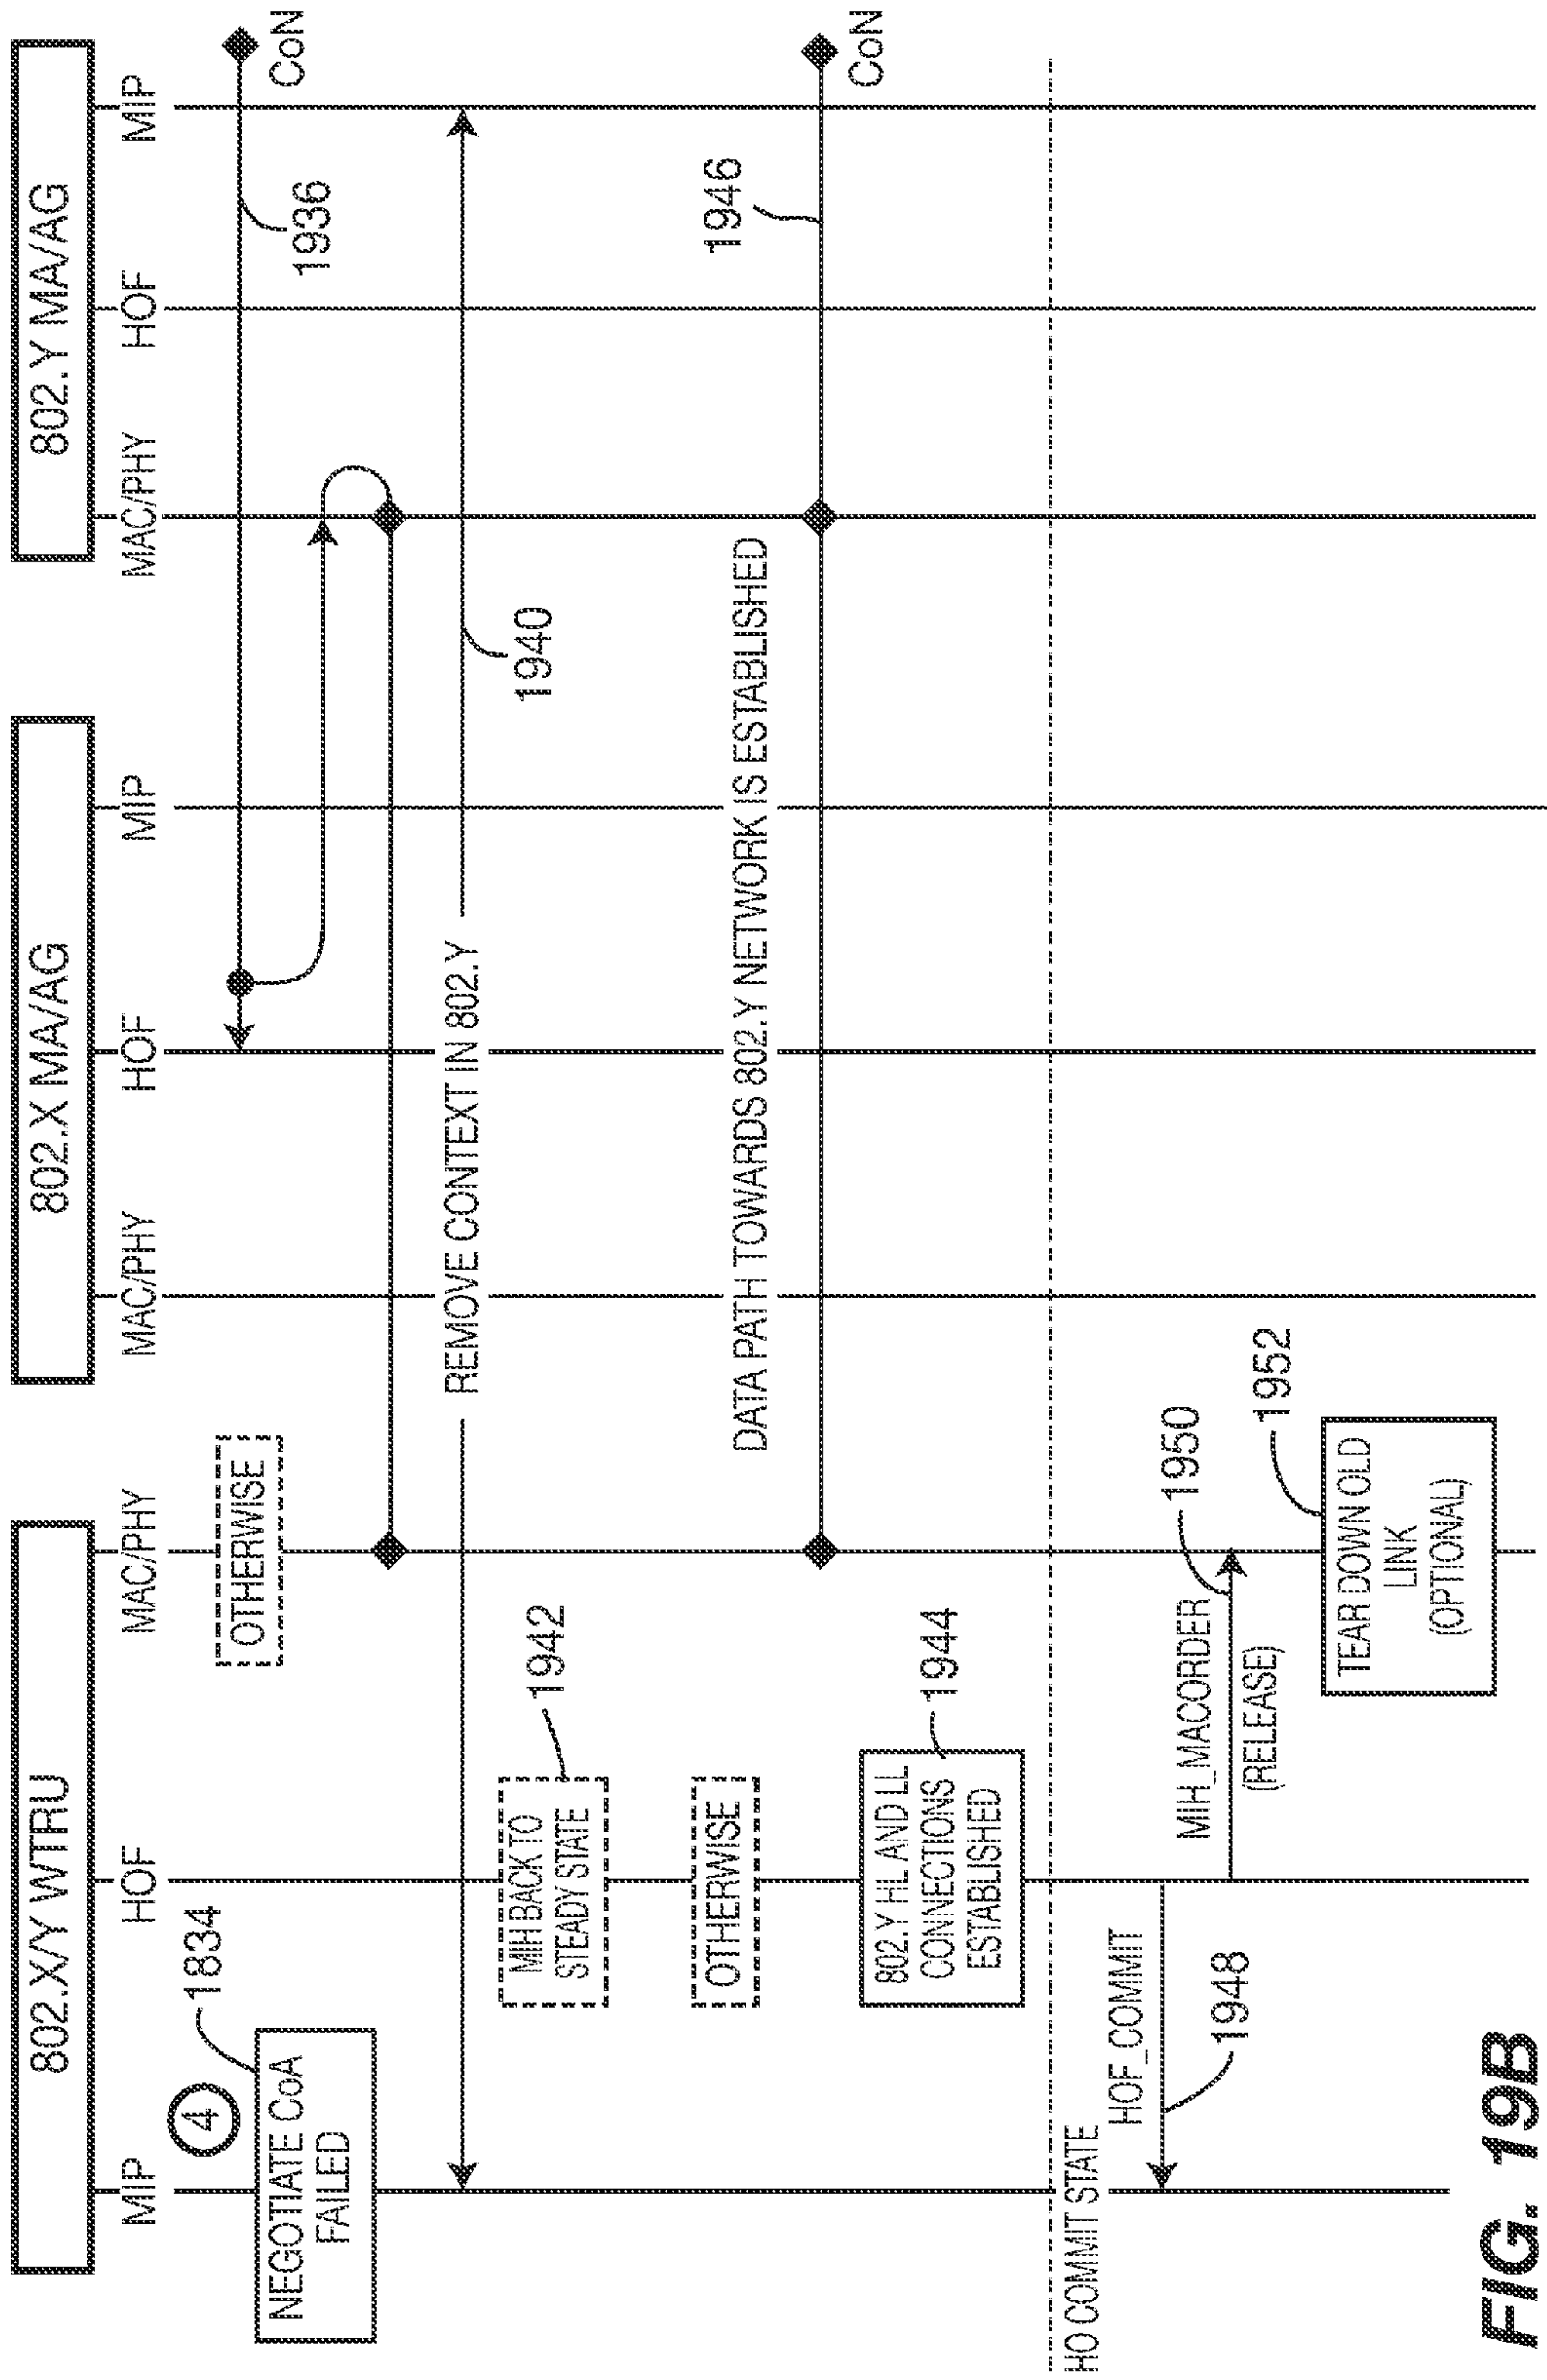 802.X/Y WTRU
802.X MA/AG
802.Y MA/AG
MIP
HOF
MAC/PHY
MAC/PHY
HOF
MIP
MAC/PHY
HOF
MIP
4
1834
NEGOTIATE CoA
FAILED
OTHERWISE
CoN
1936
REMOVE CONTEXT IN 802.Y
1940
MIH BACK TO
STEADY STATE
1942
OTHERWISE
DATA PATH TOWARDS 802.Y NETWORK IS ESTABLISHED
1946
CoN
802.Y HL AND LL
CONNECTIONS
ESTABLISHED
1944
HO COMMIT STATE
HOF_COMMIT
1948
MIH_MACORDER
(RELEASE)
1950
TEAR DOWN OLD
LINK
(OPTIONAL)
1952
FIG. 19B